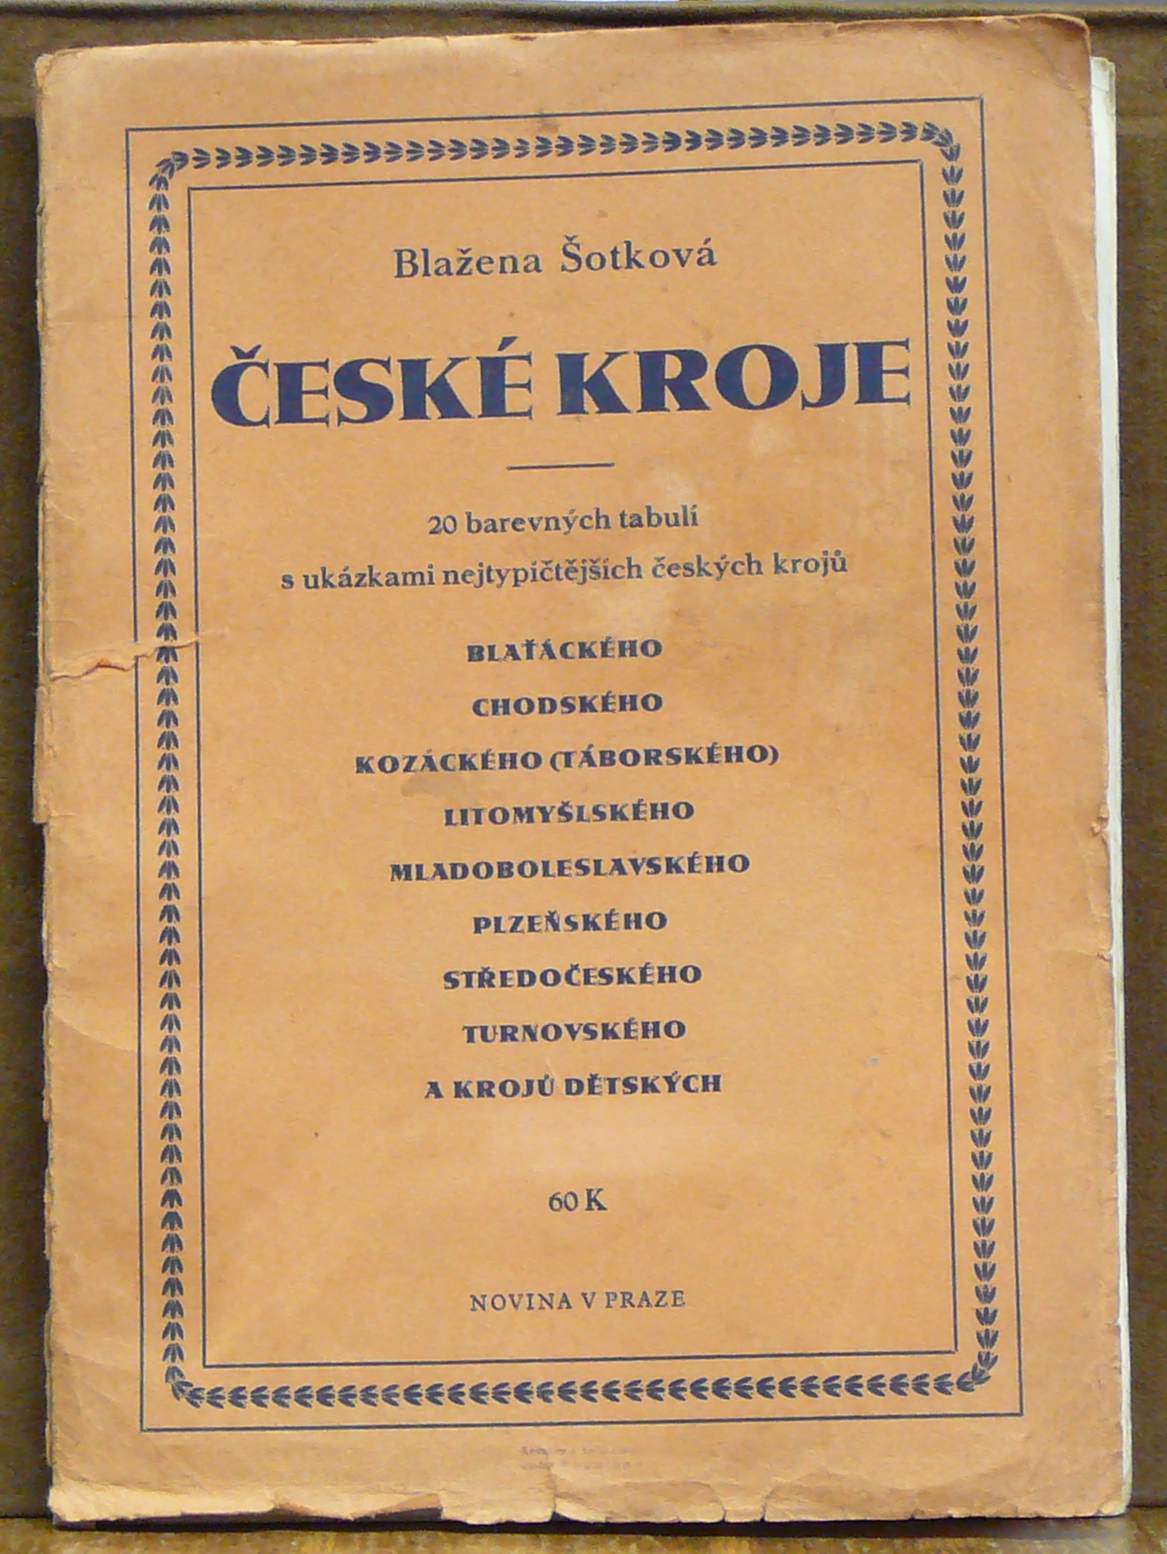 Blažena Šotková
ČESKÉ KROJE
20 barevných tabulí
s ukázkami nejtypičtějších českých krojů
BLAŤÁCKÉHO
CHODSKÉHO
KOZÁCKÉHO (TÁBORSKÉHO)
LITOMYŠLSKÉHO
MLADOBOLESLAVSKÉHO
PLZEŇSKÉHO
STŘEDOČESKÉHO
TURNOVSKÉHO
A KROJŮ DĚTSKÝCH
60 K
NOVINA V PRAZE